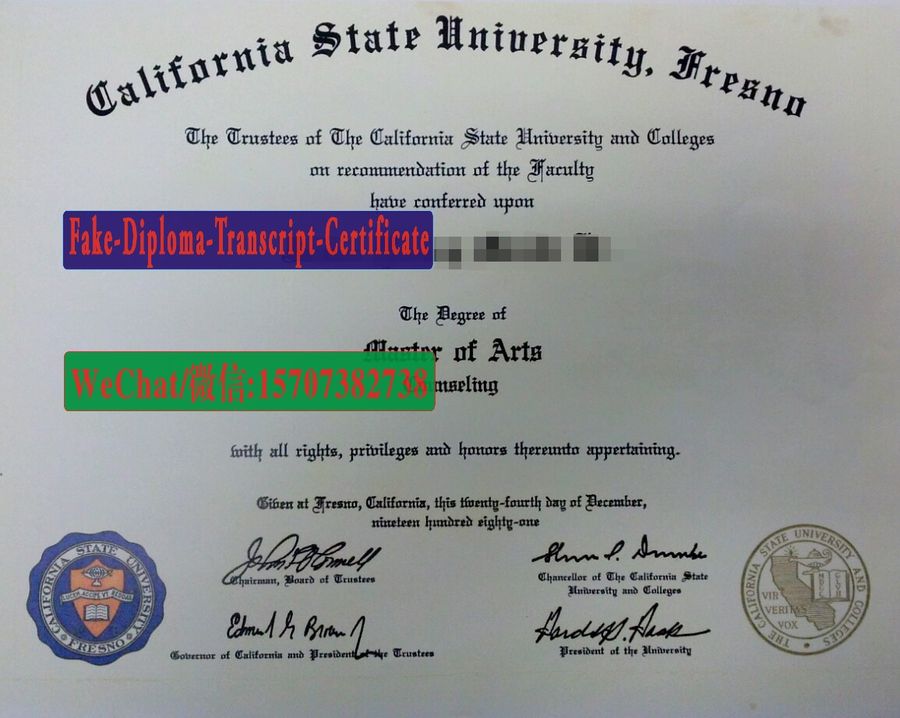 California State University, Fresno
The Trustees of The California State University and Colleges
on recommendation of the Faculty
have conferred upon
Fake-Diploma-Transcript-Certificate
The Degree of
Master of Arts
WeChat/微信:15707382738
Counseling
with all rights, privileges and honors thereunto appertaining.
Given at Fresno, California, this twenty-fourth day of December,
nineteen hundred eighty-one
Chairman, Board of Trustees
Chancellor of The California State
University and Colleges
Governor of California and President of the Trustees
President of the University
CALIFORNIA STATE UNIVERSITY
FRESNO
THE CALIFORNIA STATE UNIVERSITY AND COLLEGES
VIR
VERITAS
VOX